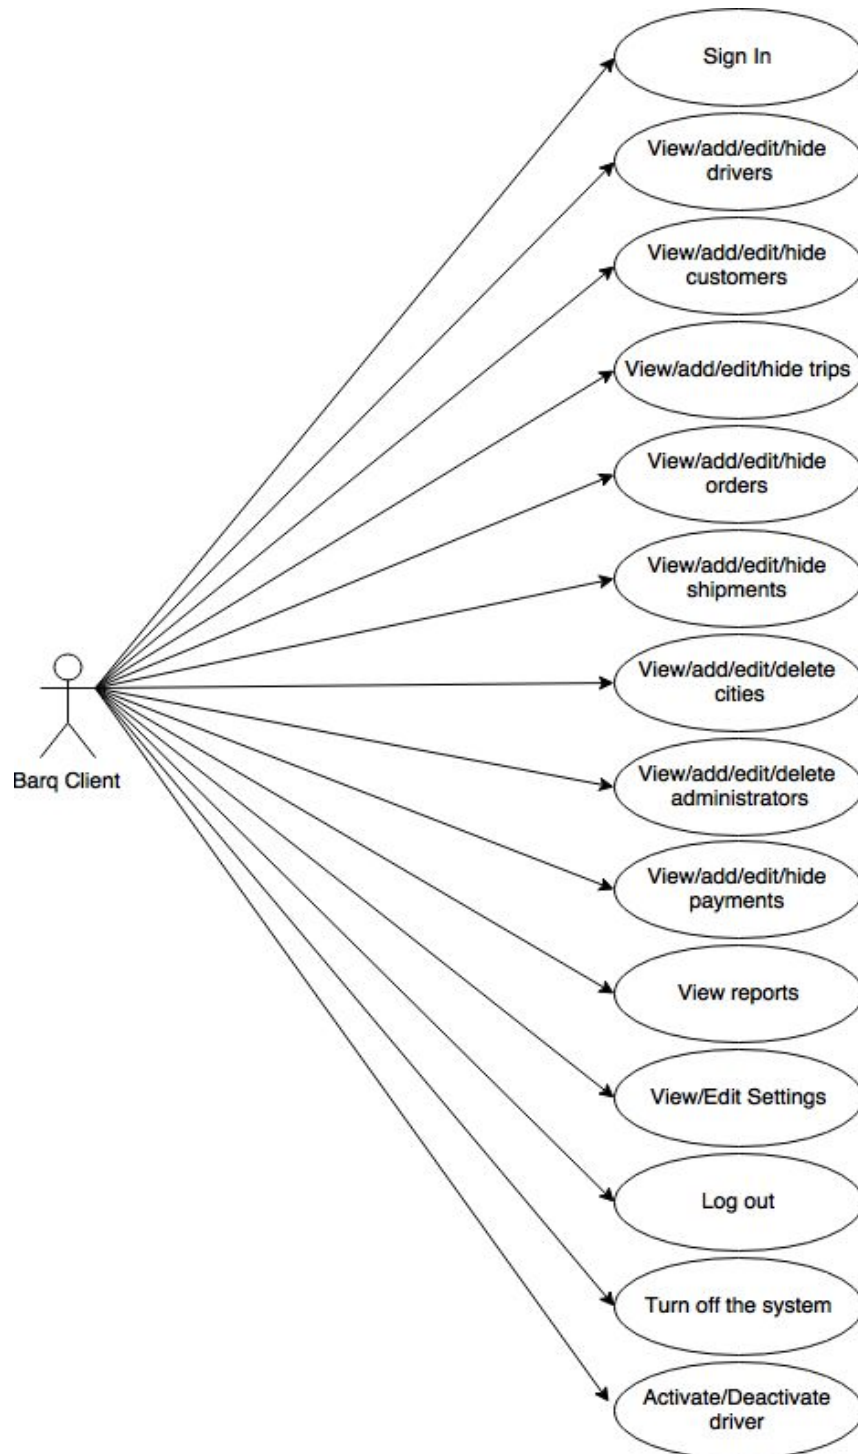 Sign In
View/add/edit/hide
drivers
View/add/edit/hide
customers
View/add/edit/hide trips
View/add/edit/hide
orders
View/add/edit/hide
shipments
View/add/edit/delete
cities
Barq Client
View/add/edit/delete
administrators
View/add/edit/hide
payments
View reports
View/Edit Settings
Log out
Turn off the system
Activate/Deactivate
driver